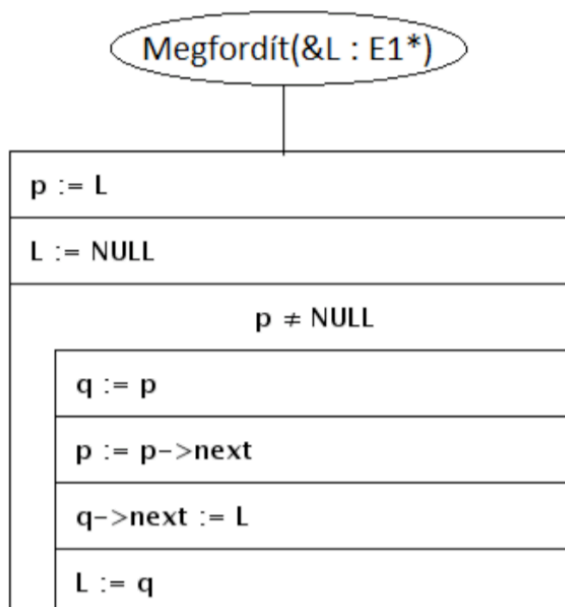 Megfordít(&L : E1*)
p := L
L := NULL
p ≠ NULL
q := p
p := p->next
q->next := L
L := q